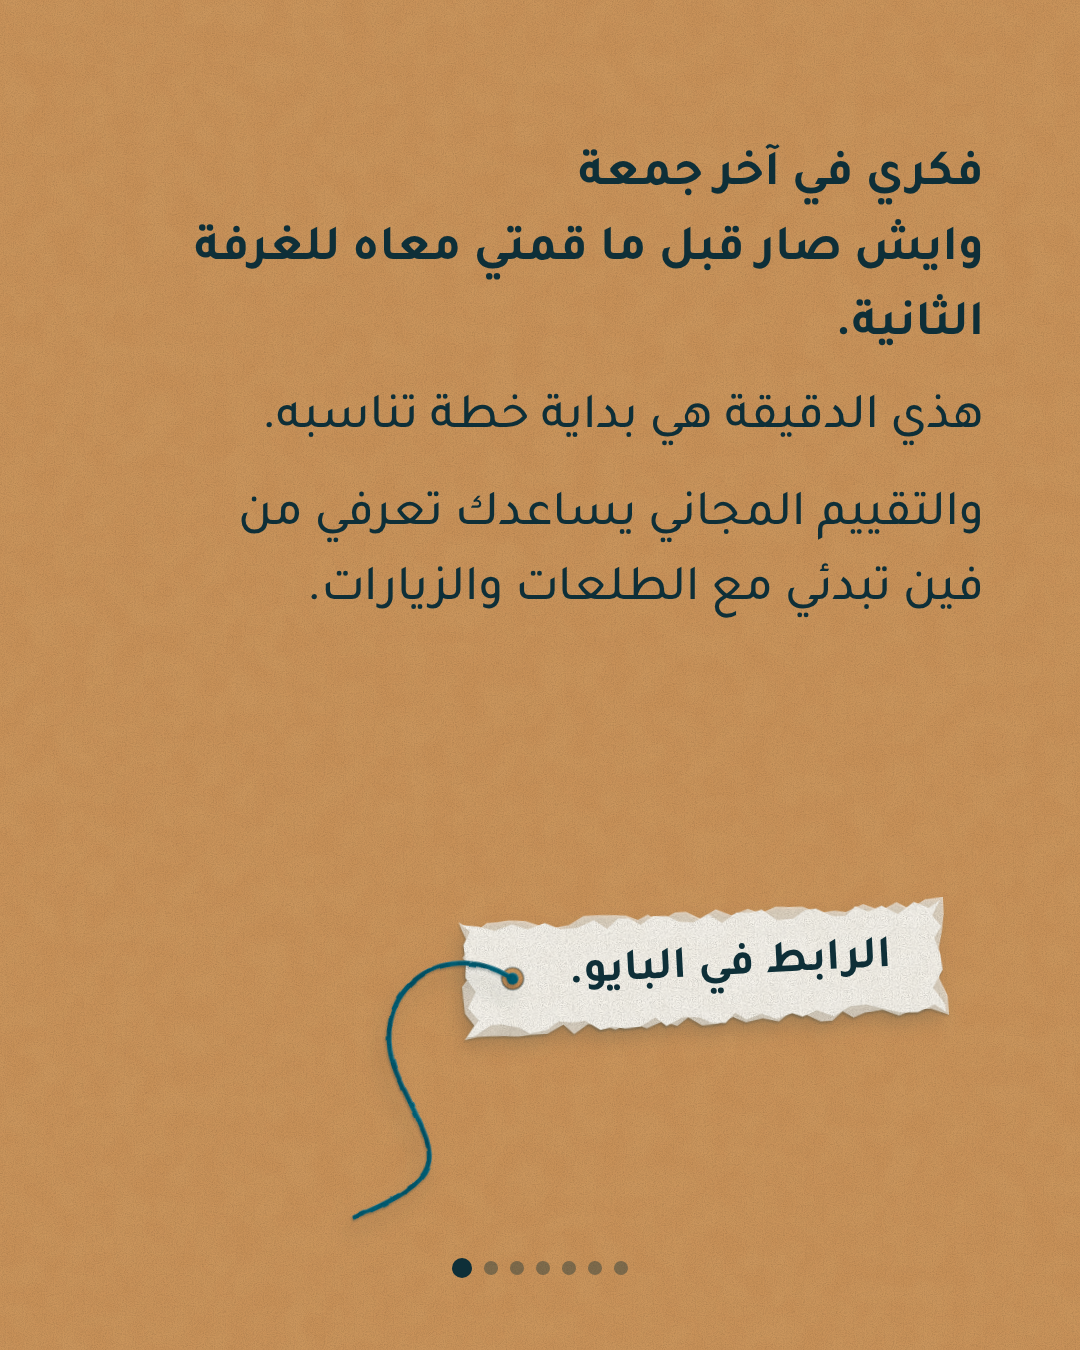 فكري في آخر جمعة
وايش صار قبل ما قمتي معاه للغرفة
الثانية.
هذي الدقيقة هي بداية خطة تناسبه.
والتقييم المجاني يساعدك تعرفي من
فين تبدئي مع الطلعات والزيارات.
الرابط في البايو.